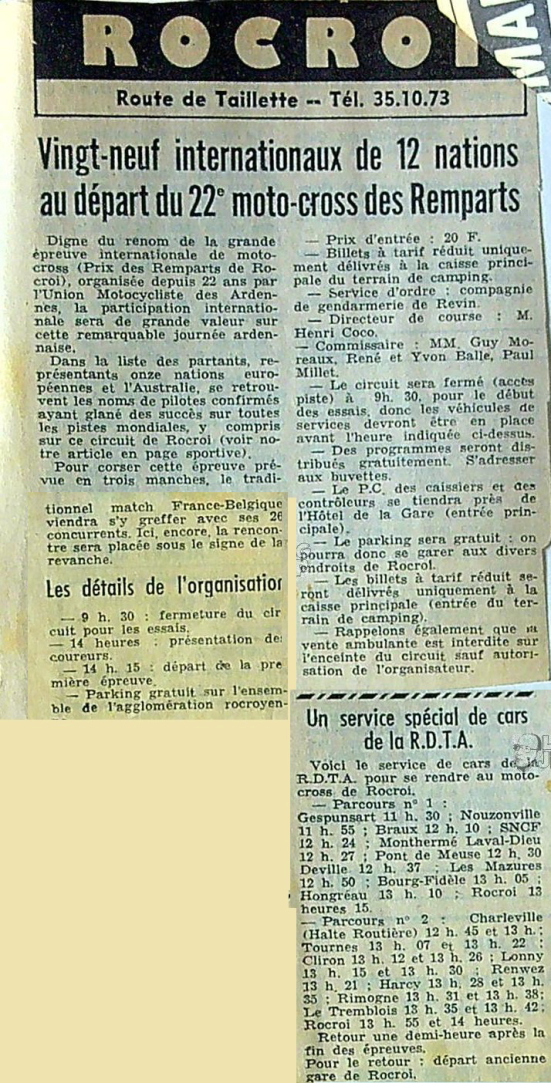 ROCROI
MAI
Route de Taillette -- Tél. 35.10.73
Vingt-neuf internationaux de 12 nations
au départ du 22e moto-cross des Remparts
Digne du renom de la grande
épreuve internationale de moto-
cross (Prix des Remparts de Ro-
croi), organisée depuis 22 ans par
l'Union Motocycliste des Arden-
nes, la participation internatio-
nale sera de grande valeur sur
cette remarquable journée arden-
naise.
Dans la liste des partants, re-
présentants onze nations euro-
péennes et l'Australie, se retrou-
vent les noms de pilotes confirmés
ayant glané des succès sur toutes
les pistes mondiales, y compris
sur ce circuit de Rocroi (voir no-
tre article en page sportive).
Pour corser cette épreuve pré-
vue en trois manches, le tradi-
tionnel match France-Belgique
viendra s'y greffer avec ses 26
concurrents. Ici, encore, la rencon-
tre sera placée sous le signe de la
revanche.
Les détails de l'organisation
— 9 h. 30 : fermeture du cir
cuit pour les essais.
— 14 heures : présentation des
coureurs.
— 14 h. 15 : départ de la pre
mière épreuve.
— Parking gratuit sur l'ensem-
ble de l'agglomération rocroyen-
— Prix d'entrée : 20 F.
— Billets à tarif réduit unique-
ment délivrés à la caisse princi-
pale du terrain de camping.
— Service d'ordre : compagnie
de gendarmerie de Revin.
— Directeur de course : M.
Henri Coco.
— Commissaire : MM. Guy Mo-
reaux, René et Yvon Balle, Paul
Millet.
— Le circuit sera fermé (accès
piste) à 9h. 30, pour le début
des essais, donc les véhicules de
services devront être en place
avant l'heure indiquée ci-dessus.
— Des programmes seront dis-
tribués gratuitement. S'adresser
aux buvettes.
— Le P.C. des caissiers et des
contrôleurs se tiendra près de
l'Hôtel de la Gare (entrée prin-
cipale).
— Le parking sera gratuit : on
pourra donc se garer aux divers
endroits de Rocroi.
— Les billets à tarif réduit se-
ront délivrés uniquement à la
caisse principale (entrée du ter-
rain de camping).
— Rappelons également que la
vente ambulante est interdite sur
l'enceinte du circuit sauf autori-
sation de l'organisateur.
Un service spécial de cars
de la R.D.T.A.
Voici le service de cars de la
R.D.T.A. pour se rendre au moto-
cross de Rocroi.
— Parcours n° 1 :
Gespunsart 11 h. 30 ; Nouzonville
11 h. 55 ; Braux 12 h. 10 ; SNCF
12 h. 24 ; Monthermé Laval-Dieu
12 h. 27 ; Pont de Meuse 12 h. 30
Deville 12 h. 37 ; Les Mazures
12 h. 50 ; Bourg-Fidèle 13 h. 05 ;
Hongréau 13 h. 10 ; Rocroi 13
heures 15.
— Parcours n° 2 : Charleville
(Halte Routière) 12 h. 45 et 13 h. ;
Tournes 13 h. 07 et 13 h. 22 ;
Cliron 13 h. 12 et 13 h. 26 ; Lonny
13 h. 15 et 13 h. 30 ; Renwez
13 h. 21 ; Harcy 13 h. 28 et 13 h.
35 ; Rimogne 13 h. 31 et 13 h. 38;
Le Tremblois 13 h. 35 et 13 h. 42;
Rocroi 13 h. 55 et 14 heures.
Retour une demi-heure après la
fin des épreuves.
Pour le retour : départ ancienne
gare de Rocroi.